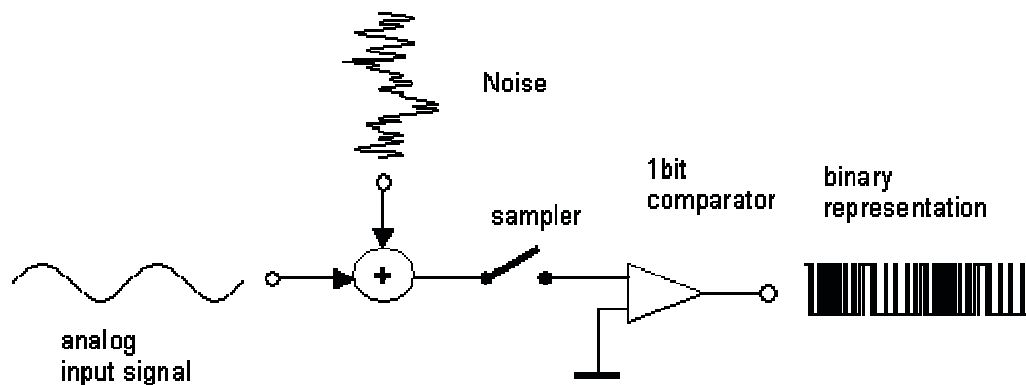 Noise
1bit
comparator
binary
representation
sampler
+
analog
input signal